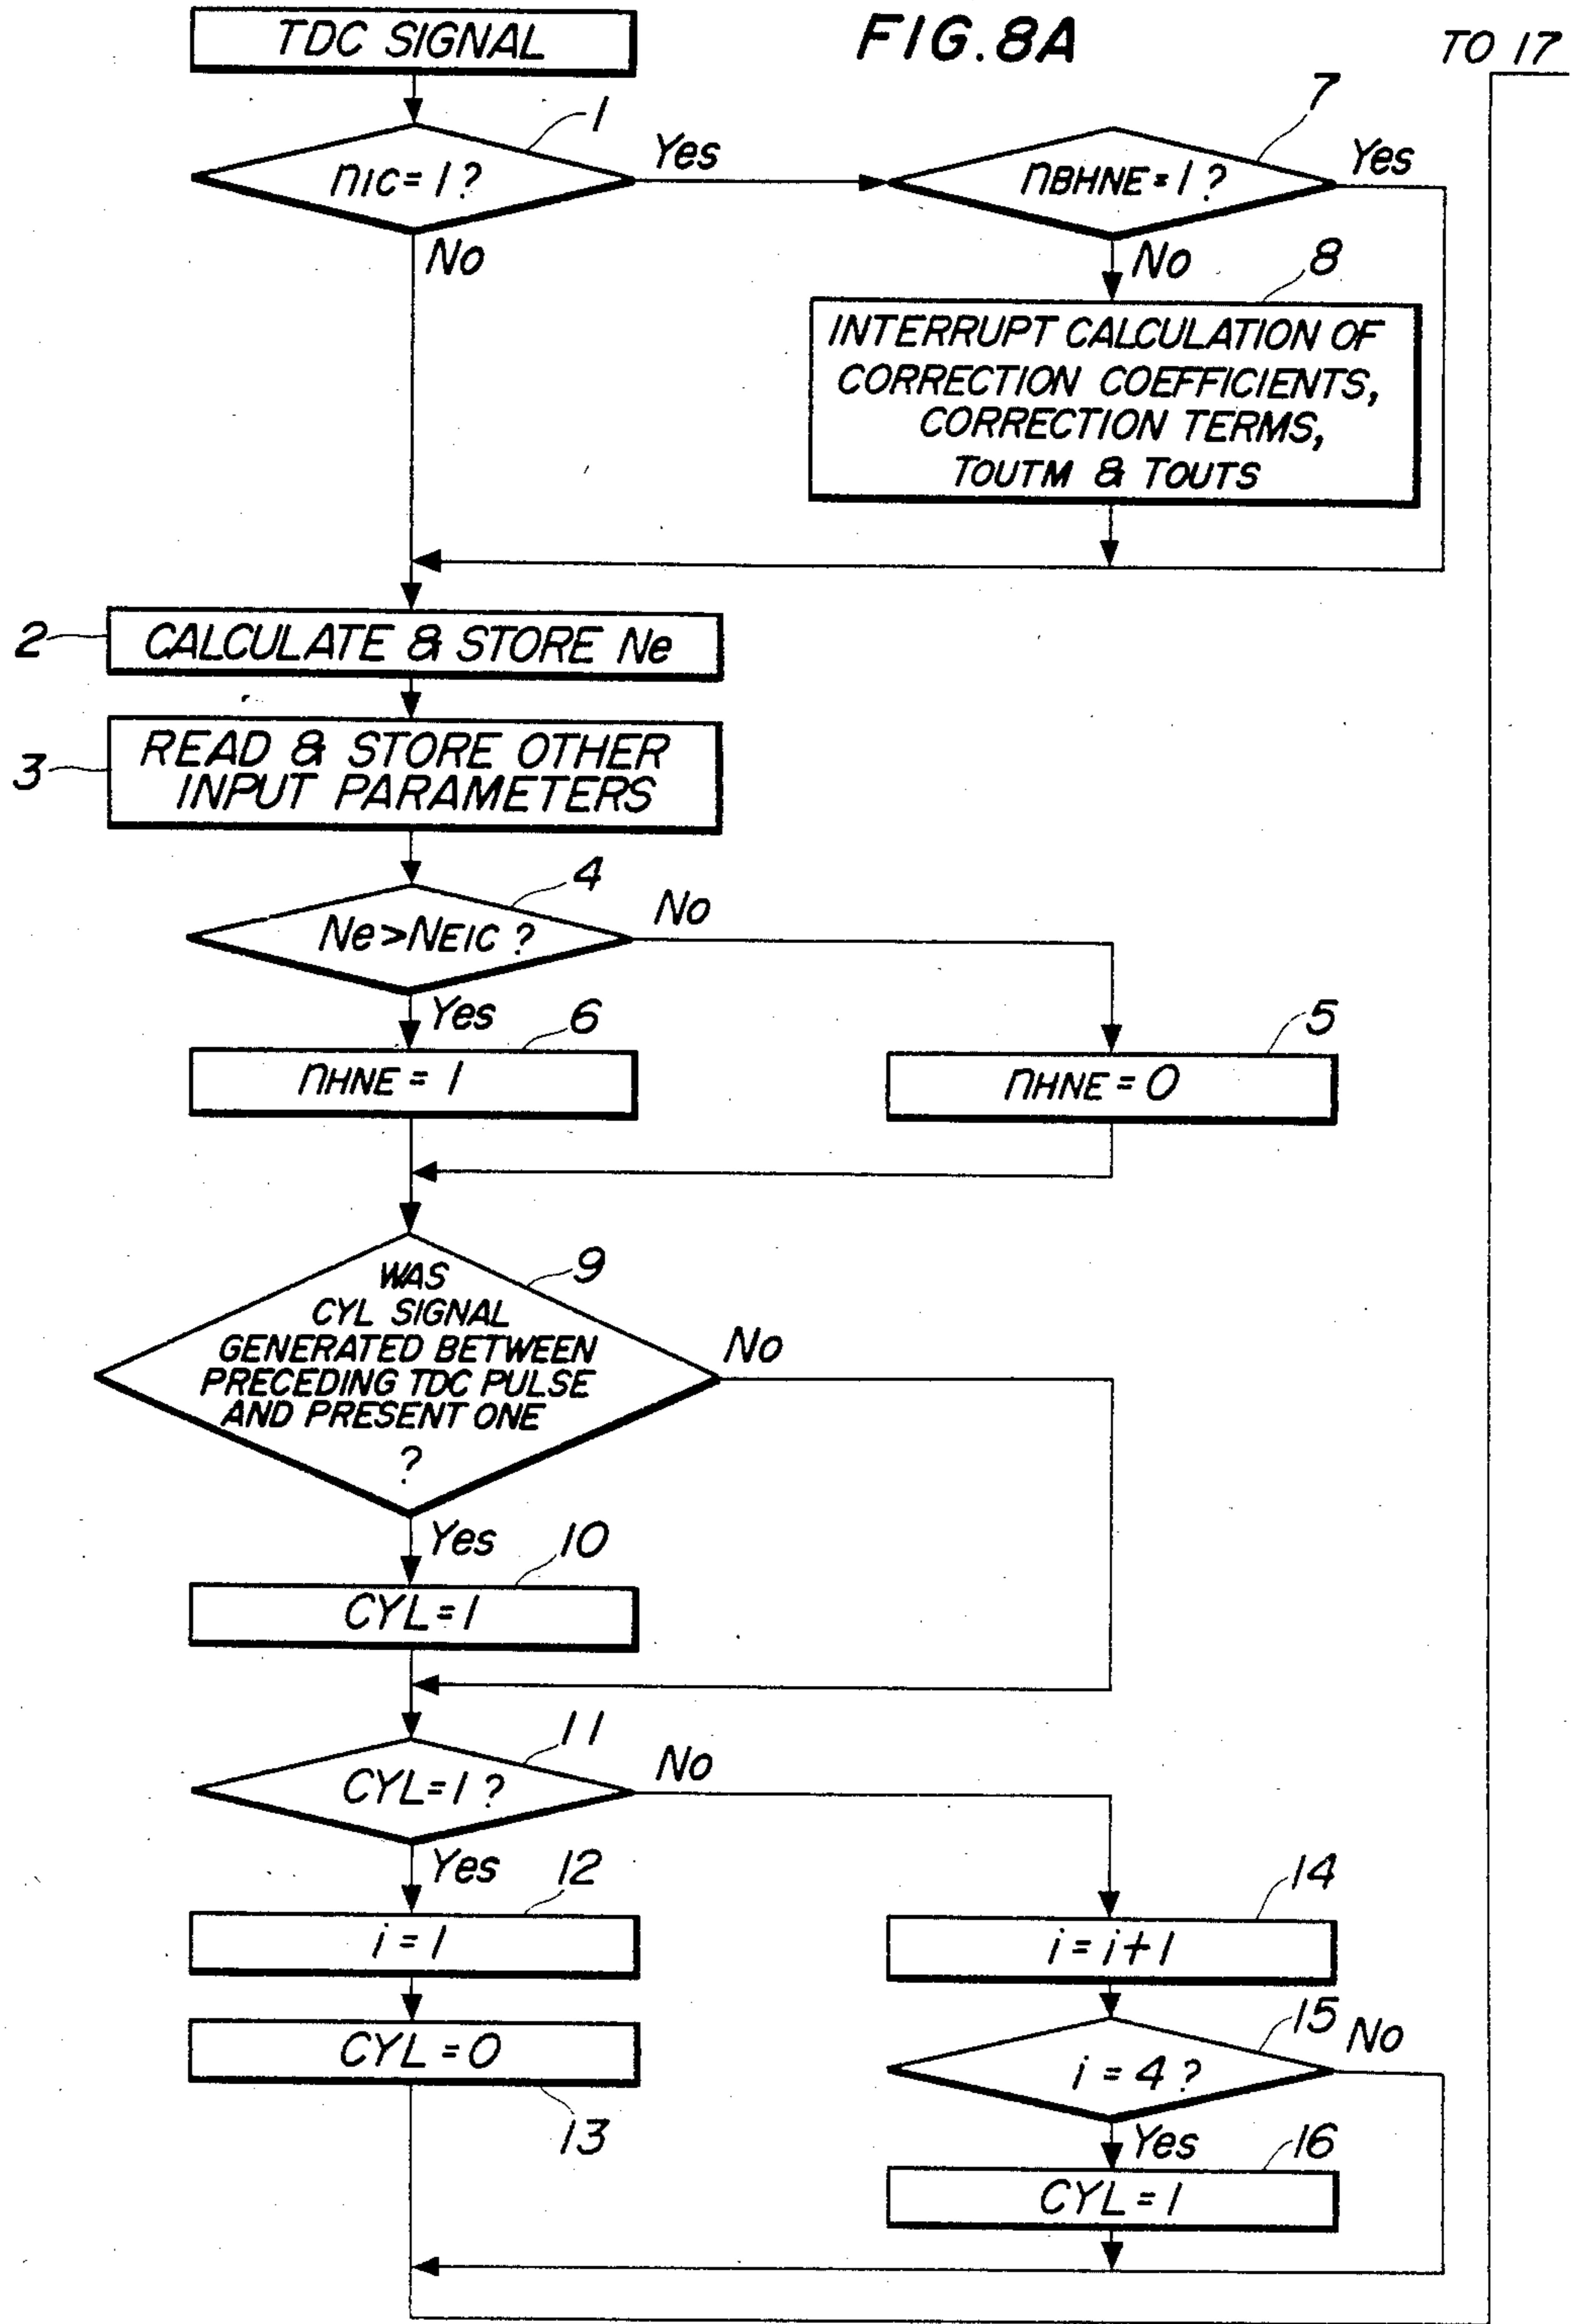 FIG. 8A
TO 17
TDC SIGNAL
1
nIC = 1 ?
Yes
No
7
nBHNE = 1 ?
Yes
No
8
INTERRUPT CALCULATION OF
CORRECTION COEFFICIENTS,
CORRECTION TERMS,
TOUTM & TOUTS
2
CALCULATE & STORE Ne
3
READ & STORE OTHER
INPUT PARAMETERS
4
Ne > NEIC ?
No
Yes
6
nHNE = 1
5
nHNE = 0
9
WAS
CYL SIGNAL
GENERATED BETWEEN
PRECEDING TDC PULSE
AND PRESENT ONE
?
No
Yes
10
CYL = 1
11
CYL = 1 ?
No
Yes
12
i = 1
14
i = i + 1
CYL = 0
13
15
i = 4 ?
No
Yes
16
CYL = 1